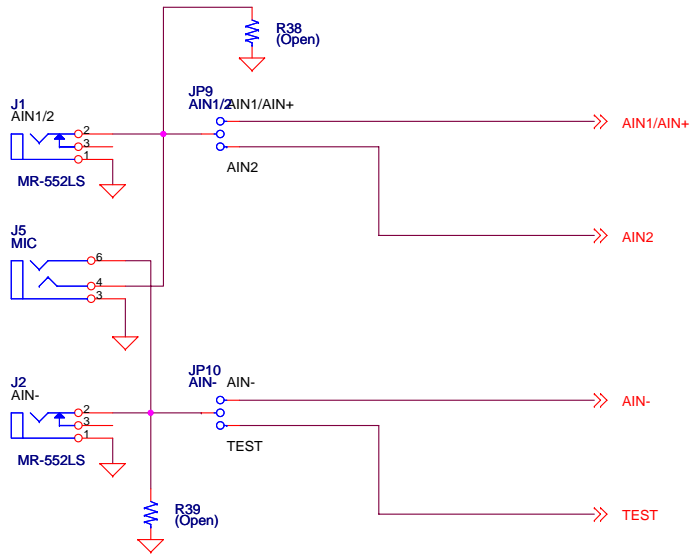 R38
(Open)
JP9
AIN1/2
AIN1/AIN+
AIN1/AIN+
J1
AIN1/2
2
3
1
MR-552LS
AIN2
AIN2
J5
MIC
6
4
3
JP10
AIN-
AIN-
AIN-
J2
AIN-
2
3
1
MR-552LS
TEST
R39
(Open)
TEST